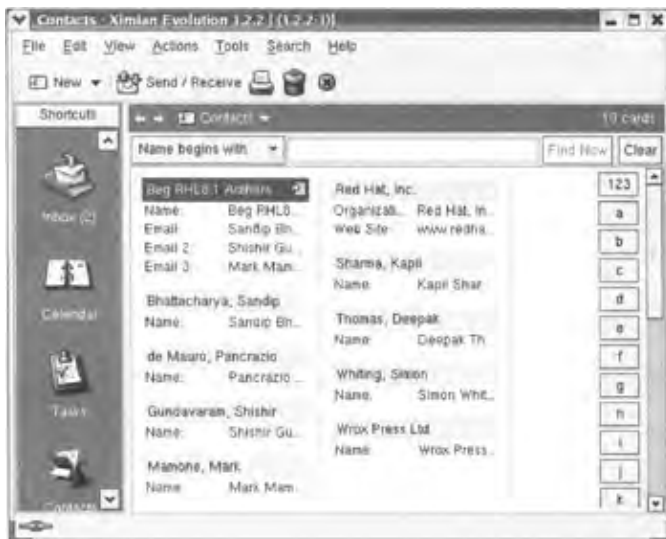 Contacts - Ximian Evolution 1.2.2 [ (1.2.2-3)]
File Edit View Actions Tools Search Help
New Send / Receive
Shortcuts
Contacts
10 cards
Name begins with
Find Now Clear
Inbox (2)
Calendar
Tasks
Contacts
Beg RHL8.1 Authors
Name: Beg RHL8...
Email: Sandip Bh...
Email 2: Shishir Gu...
Email 3: Mark Mam...
Bhattacharya, Sandip
Name: Sandip Bh...
de Mauro, Pancrazio
Name: Pancrazio ...
Gundavaram, Shishir
Name: Shishir Gu...
Mamone, Mark
Name: Mark Mam...
Red Hat, Inc.
Organizati... Red Hat, In...
Web Site: www.redha...
Sharma, Kapil
Name: Kapil Shar...
Thomas, Deepak
Name: Deepak Th...
Whiting, Simon
Name: Simon Whit...
Wrox Press Ltd
Name: Wrox Press...
123
a
b
c
d
e
f
g
h
i
j
k